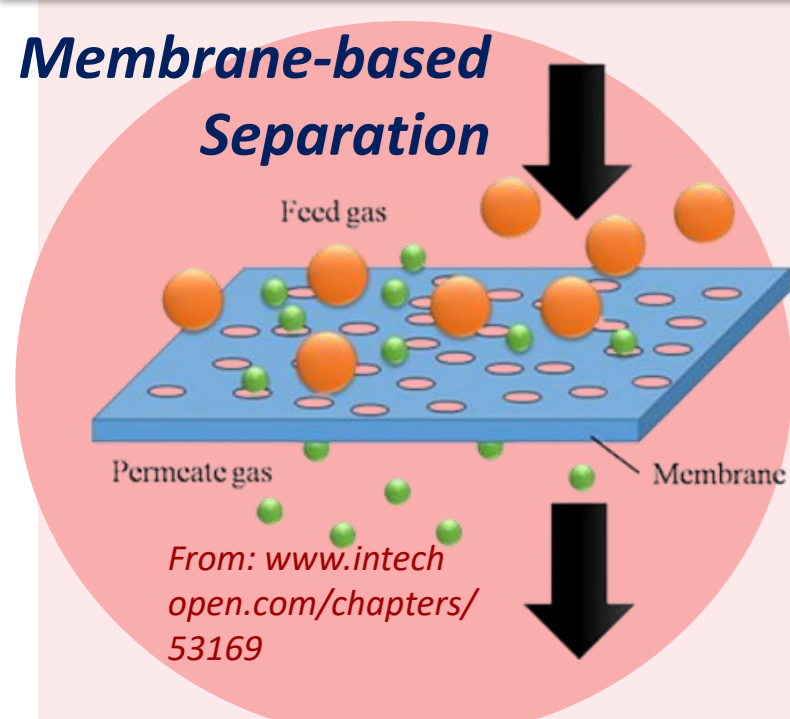 Membrane-based
Separation
Feed gas
Permeate gas
Membrane
From: www.intech
open.com/chapters/
53169